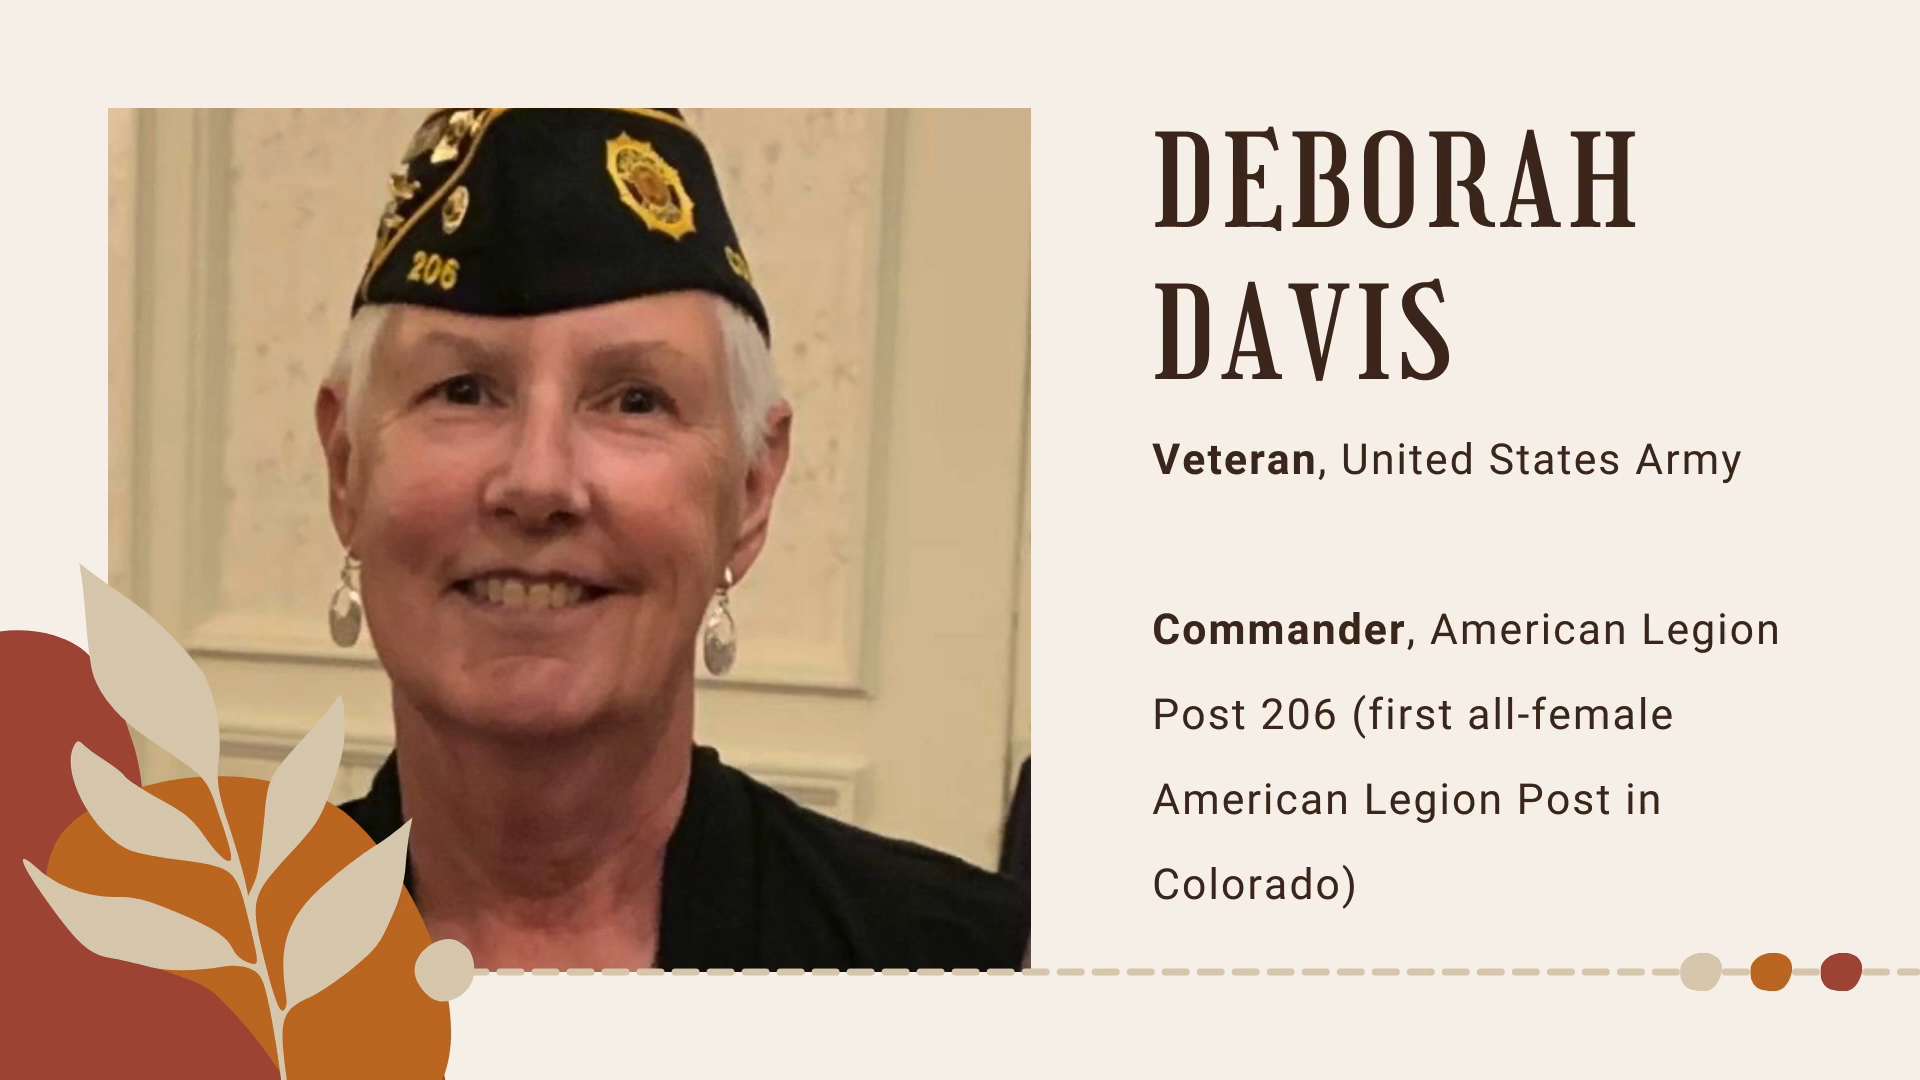 206
DEBORAH
DAVIS
Veteran, United States Army
Commander, American Legion
Post 206 (first all-female
American Legion Post in
Colorado)